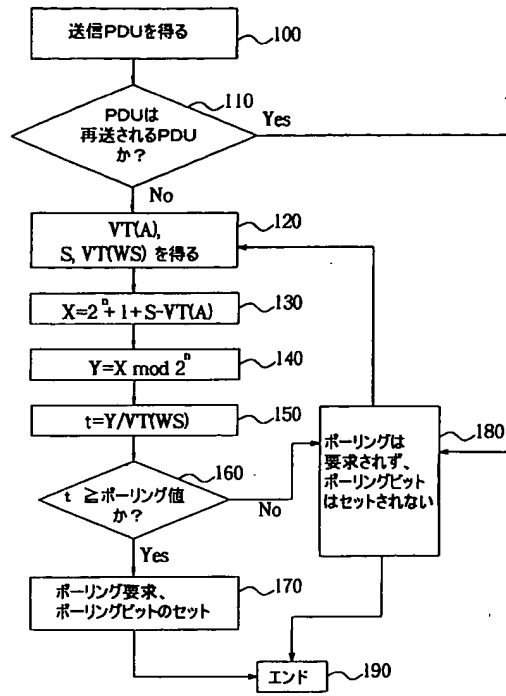 送信PDUを得る
100
PDUは
再送されるPDU
か？
110
Yes
No
VT(A),
S, VT(WS) を得る
120
X=2ⁿ+1+S-VT(A)
130
Y=X mod 2ⁿ
140
t=Y/VT(WS)
150
t ≧ポーリング値
か？
160
No
Yes
ポーリングは
要求されず、
ポーリングビット
はセットされない
180
ポーリング要求、
ポーリングビットのセット
170
エンド
190